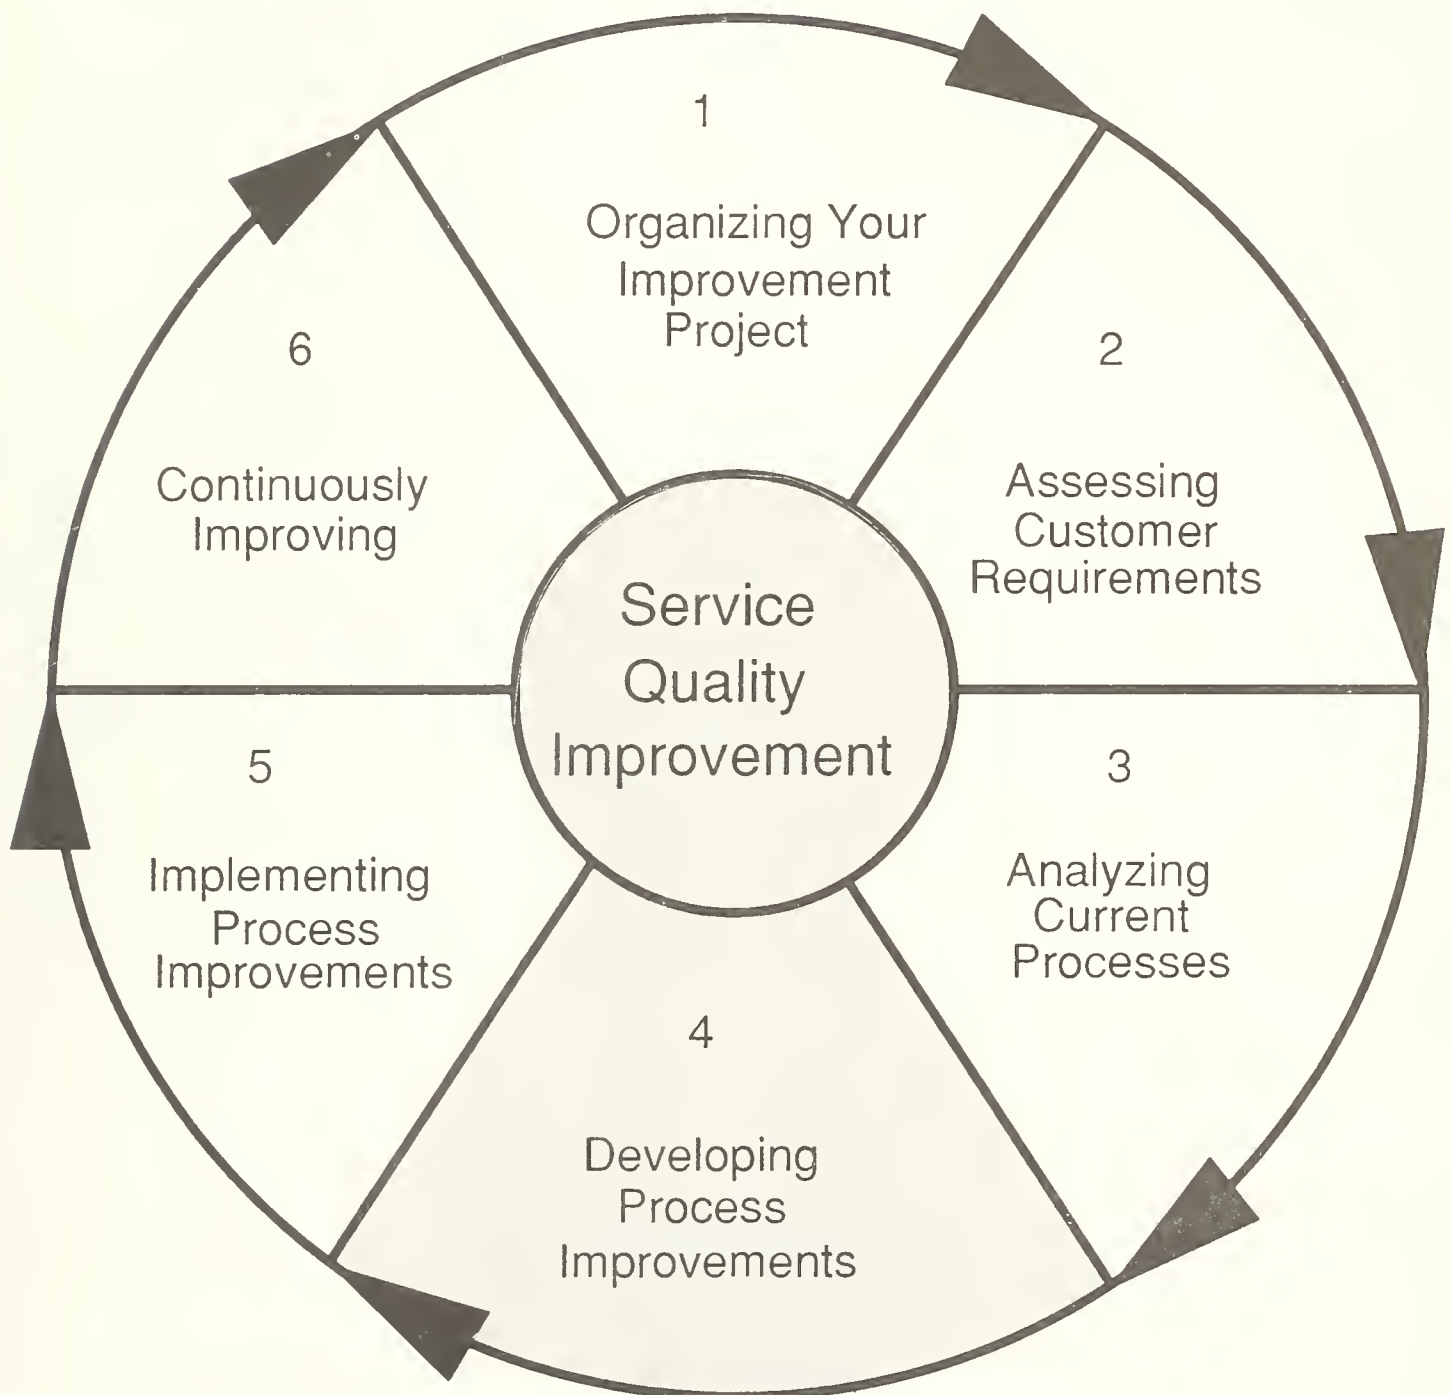 1
Organizing Your
Improvement
Project
2
Assessing
Customer
Requirements
3
Analyzing
Current
Processes
4
Developing
Process
Improvements
5
Implementing
Process
Improvements
6
Continuously
Improving
Service
Quality
Improvement